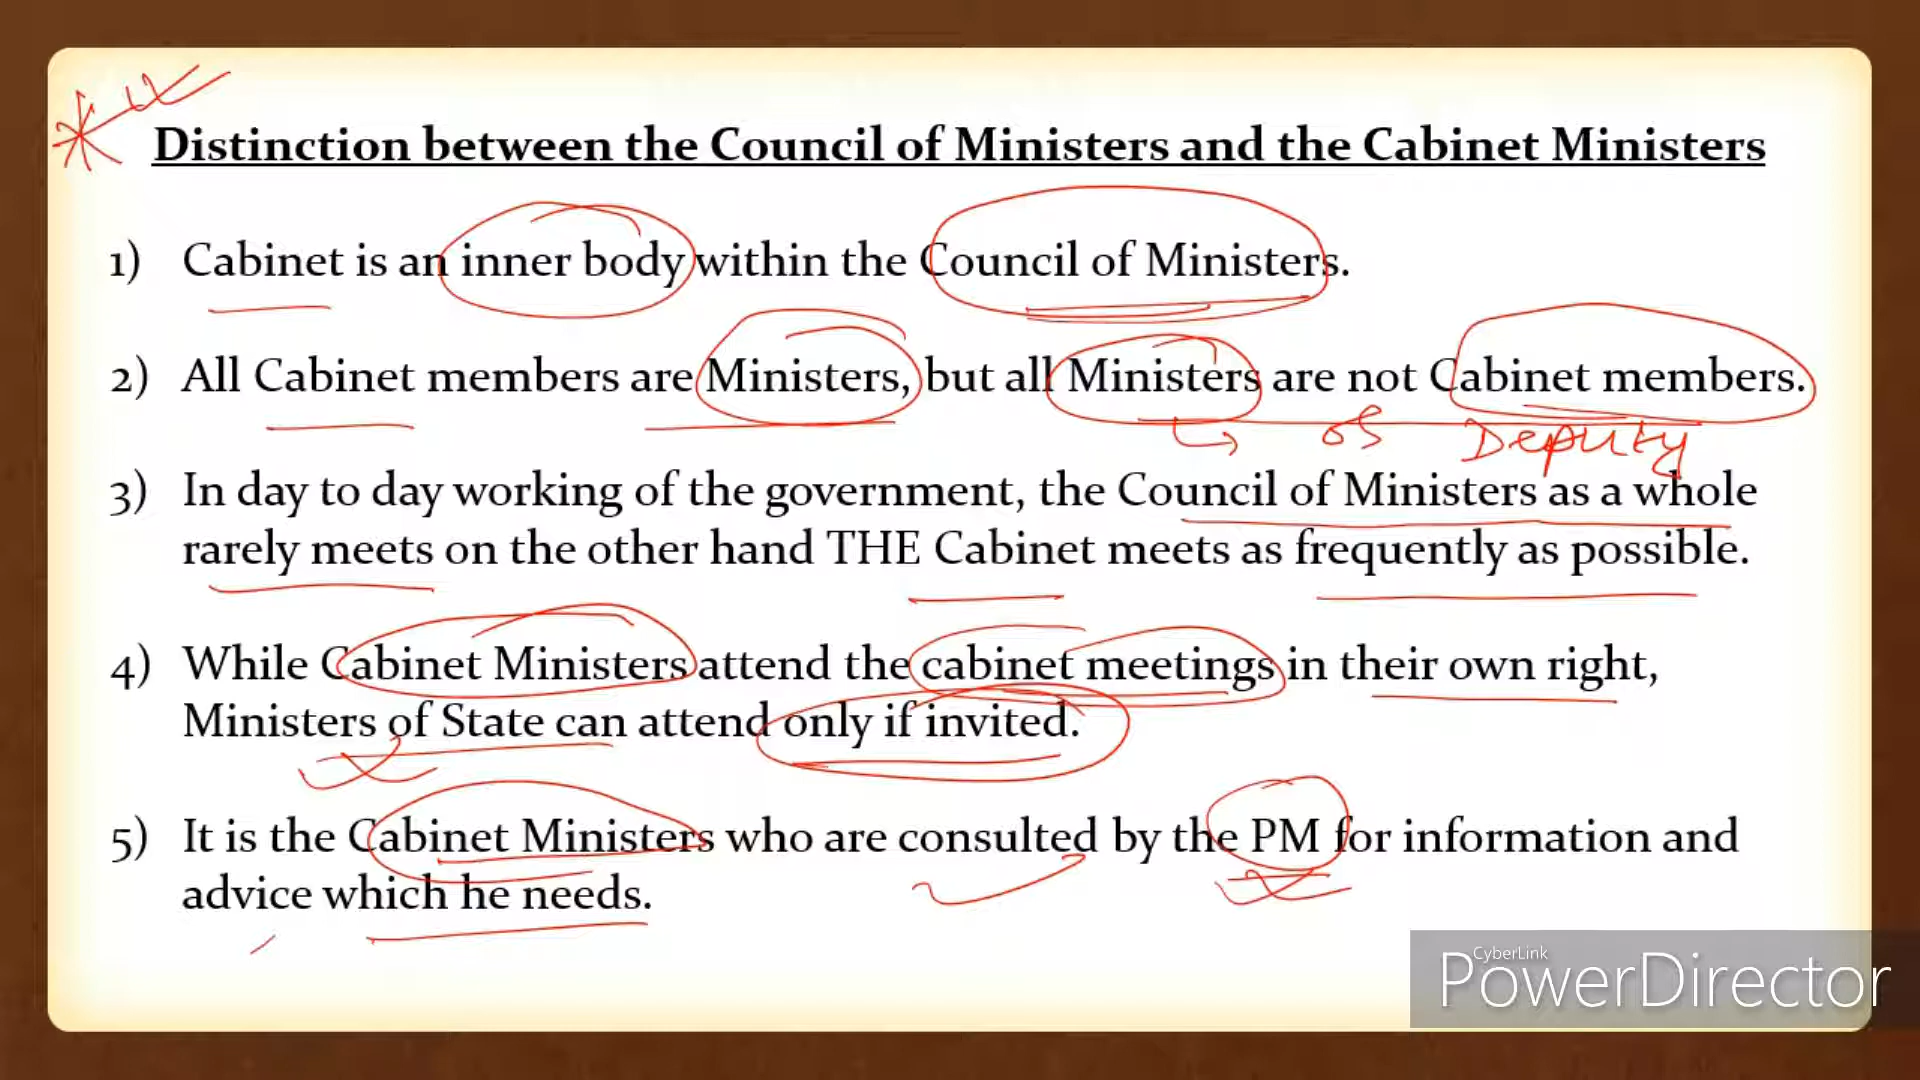 Distinction between the Council of Ministers and the Cabinet Ministers
1) Cabinet is an inner body within the Council of Ministers.
2) All Cabinet members are Ministers, but all Ministers are not Cabinet members.
Deputy
3) In day to day working of the government, the Council of Ministers as a whole
rarely meets on the other hand THE Cabinet meets as frequently as possible.
4) While Cabinet Ministers attend the cabinet meetings in their own right,
Ministers of State can attend only if invited.
5) It is the Cabinet Ministers who are consulted by the PM for information and
advice which he needs.
CyberLink
PowerDirector